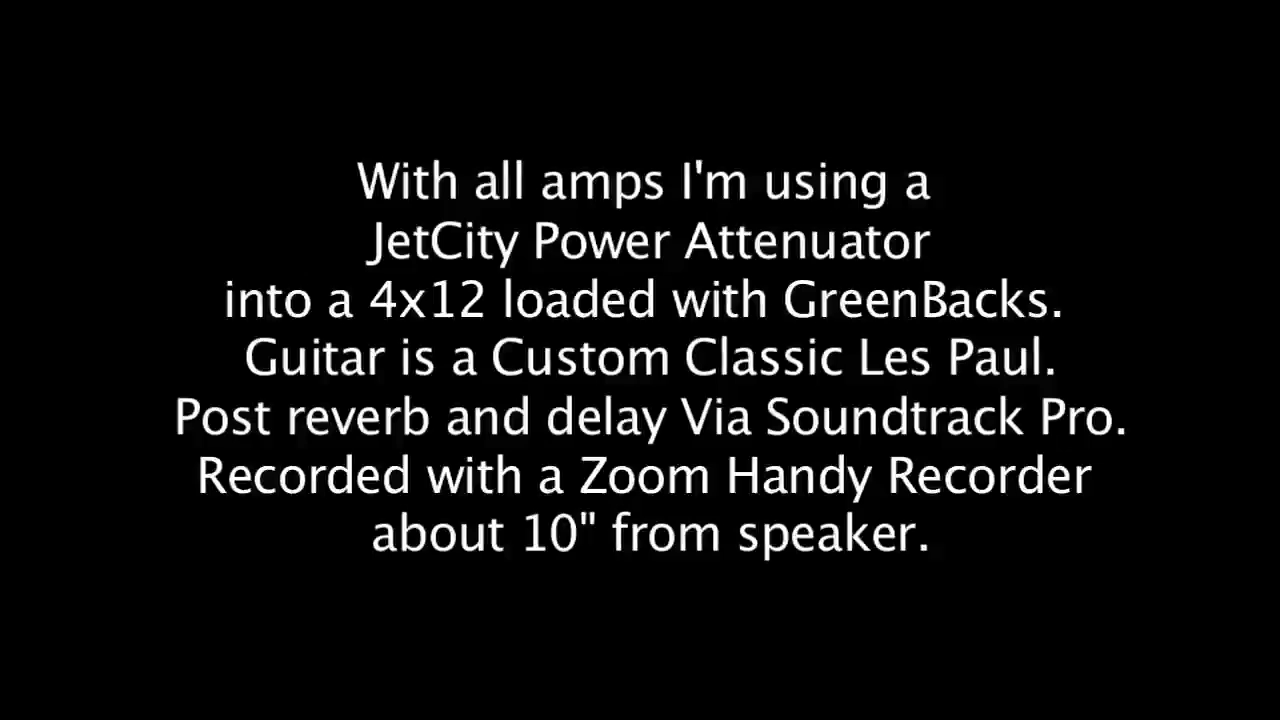 With all amps I'm using a
JetCity Power Attenuator
into a 4x12 loaded with GreenBacks.
Guitar is a Custom Classic Les Paul.
Post reverb and delay Via Soundtrack Pro.
Recorded with a Zoom Handy Recorder
about 10" from speaker.